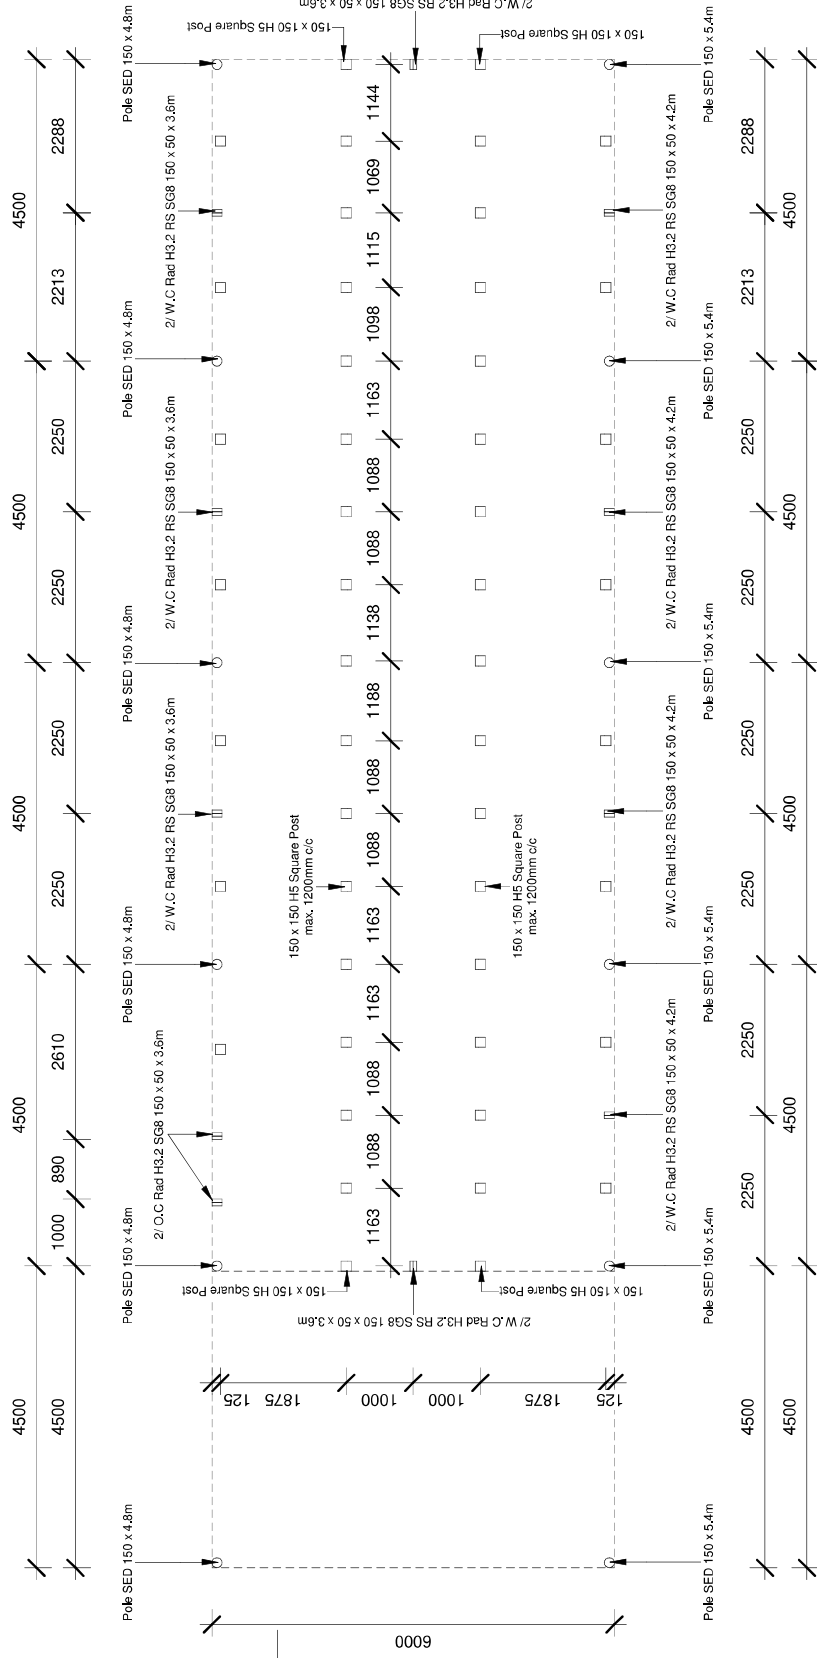 2/ W.C Rad H3.2 RS SG8 150 x 50 x 3.6m
150 x 150 H5 Square Post
150 x 150 H5 Square Post
Pole SED 150 x 4.8m
Pole SED 150 x 5.4m
4500
2288
2/ W.C Rad H3.2 RS SG8 150 x 50 x 3.6m
1144
1069
2/ W.C Rad H3.2 RS SG8 150 x 50 x 4.2m
2288
4500
2213
1115
1098
2213
Pole SED 150 x 4.8m
Pole SED 150 x 5.4m
4500
2250
2/ W.C Rad H3.2 RS SG8 150 x 50 x 3.6m
1163
1088
2/ W.C Rad H3.2 RS SG8 150 x 50 x 4.2m
2250
4500
2250
1088
1138
2250
Pole SED 150 x 4.8m
Pole SED 150 x 5.4m
4500
2250
2/ W.C Rad H3.2 RS SG8 150 x 50 x 3.6m
1188
1088
2/ W.C Rad H3.2 RS SG8 150 x 50 x 4.2m
2250
4500
2250
150 x 150 H5 Square Post
max. 1200mm c/c
1088
1163
150 x 150 H5 Square Post
max. 1200mm c/c
2250
Pole SED 150 x 4.8m
Pole SED 150 x 5.4m
4500
2610
2/ O.C Rad H3.2 SG8 150 x 50 x 3.6m
1163
1088
2/ W.C Rad H3.2 RS SG8 150 x 50 x 4.2m
2250
4500
890
1000
1088
1163
2250
Pole SED 150 x 4.8m
150 x 150 H5 Square Post
2/ W.C Rad H3.2 RS SG8 150 x 50 x 3.6m
150 x 150 H5 Square Post
Pole SED 150 x 5.4m
4500
4500
125
1875
1000
1000
1875
125
4500
4500
Pole SED 150 x 4.8m
Pole SED 150 x 5.4m
6000